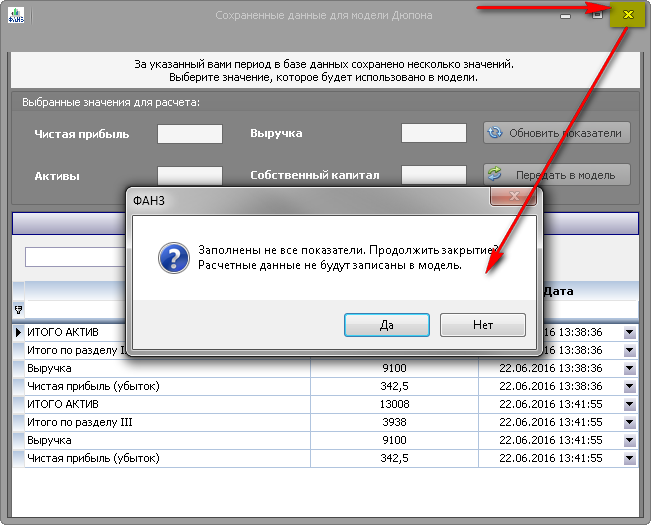 ФАНЗ
Сохраненные данные для модели Дюпона
За указанный вами период в базе данных сохранено несколько значений.
Выберите значение, которое будет использовано в модели.
Выбранные значения для расчета:
Чистая прибыль
Выручка
Обновить показатели
Активы
Собственный капитал
Передать в модель
ФАНЗ
Заполнены не все показатели. Продолжить закрытие?
Расчетные данные не будут записаны в модель.
Да
Нет
Дата
ИТОГО АКТИВ 2016 13:38:36
Итого по разделу 2016 13:38:36
Выручка 9100 22.06.2016 13:38:36
Чистая прибыль (убыток) 342,5 22.06.2016 13:38:36
ИТОГО АКТИВ 13008 22.06.2016 13:41:55
Итого по разделу III 3938 22.06.2016 13:41:55
Выручка 9100 22.06.2016 13:41:55
Чистая прибыль (убыток) 342,5 22.06.2016 13:41:55